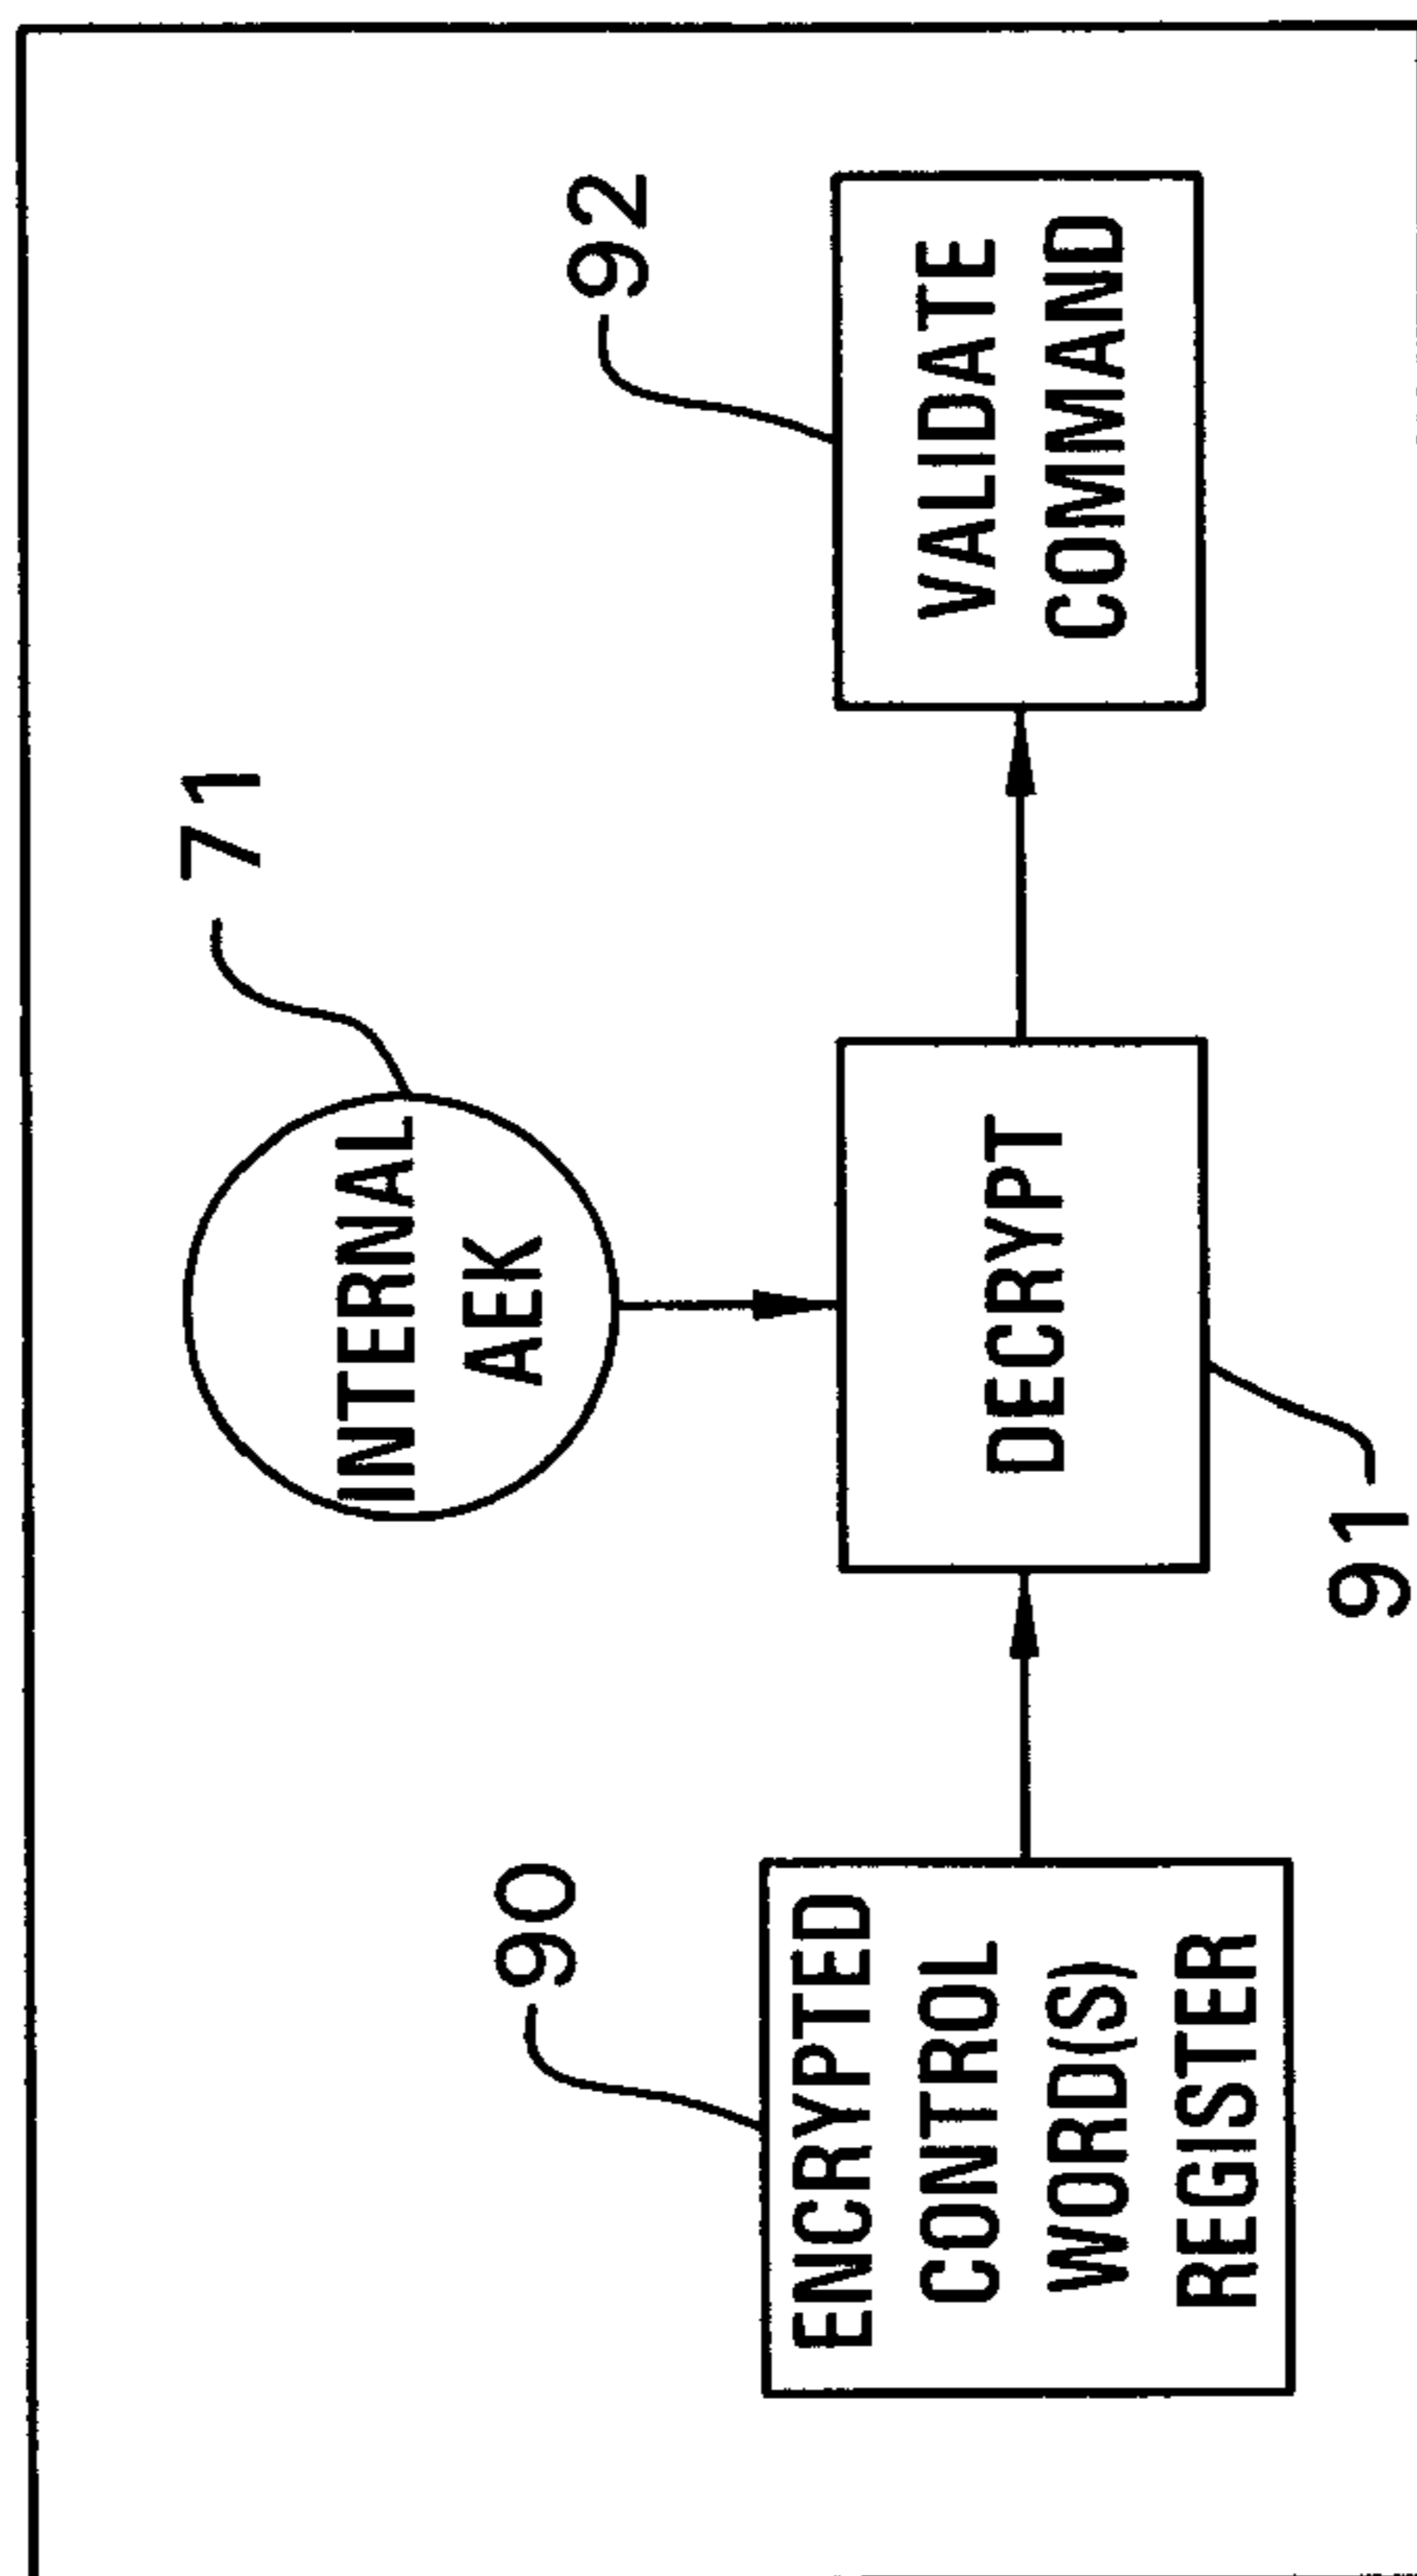 71
INTERNAL
AEK
90
92
ENCRYPTED
CONTROL
WORD(S)
REGISTER
DECRYPT
VALIDATE
COMMAND
91